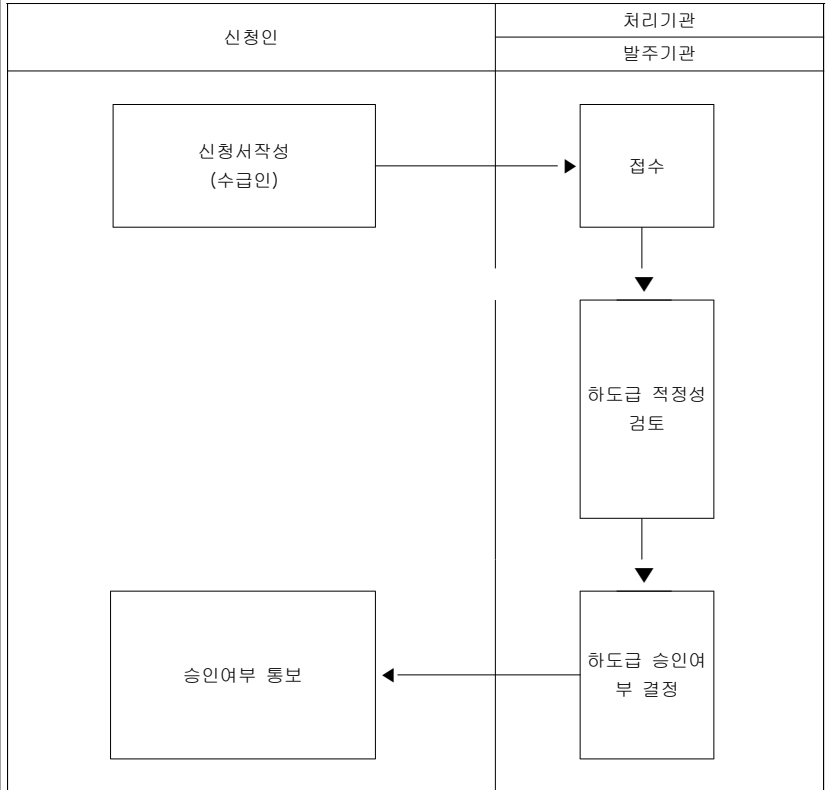 신청인
처리기관
발주기관
신청서작성
(수급인)
접수
하도급 적정성
검토
하도급 승인여
부 결정
승인여부 통보